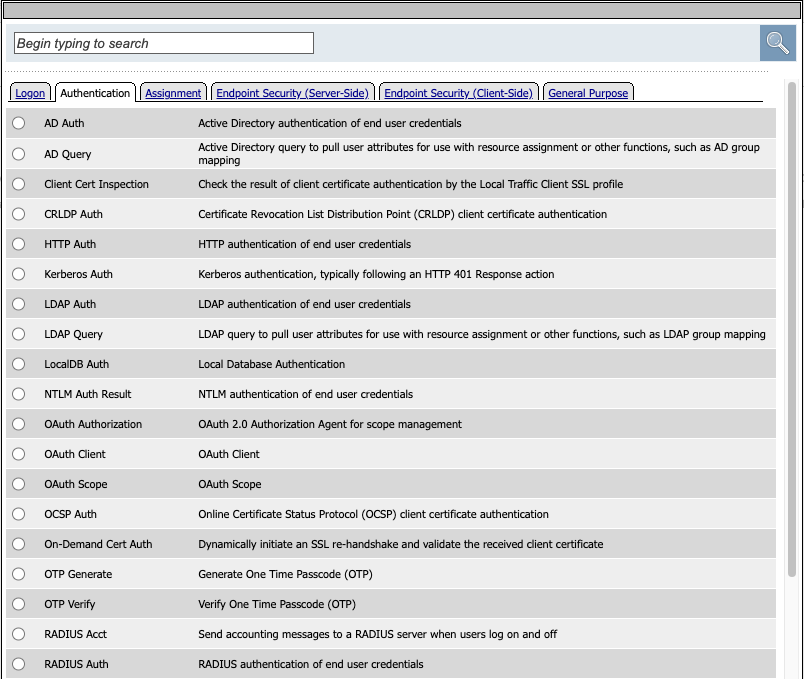 Begin typing to search
Logon Authentication Assignment Endpoint Security (Server-Side) Endpoint Security (Client-Side) General Purpose
AD Auth Active Directory authentication of end user credentials
AD Query Active Directory query to pull user attributes for use with resource assignment or other functions, such as AD group
mapping
Client Cert Inspection Check the result of client certificate authentication by the Local Traffic Client SSL profile
CRLDP Auth Certificate Revocation List Distribution Point (CRLDP) client certificate authentication
HTTP Auth HTTP authentication of end user credentials
Kerberos Auth Kerberos authentication, typically following an HTTP 401 Response action
LDAP Auth LDAP authentication of end user credentials
LDAP Query LDAP query to pull user attributes for use with resource assignment or other functions, such as LDAP group mapping
LocalDB Auth Local Database Authentication
NTLM Auth Result NTLM authentication of end user credentials
OAuth Authorization OAuth 2.0 Authorization Agent for scope management
OAuth Client OAuth Client
OAuth Scope OAuth Scope
OCSP Auth Online Certificate Status Protocol (OCSP) client certificate authentication
On-Demand Cert Auth Dynamically initiate an SSL re-handshake and validate the received client certificate
OTP Generate Generate One Time Passcode (OTP)
OTP Verify Verify One Time Passcode (OTP)
RADIUS Acct Send accounting messages to a RADIUS server when users log on and off
RADIUS Auth RADIUS authentication of end user credentials